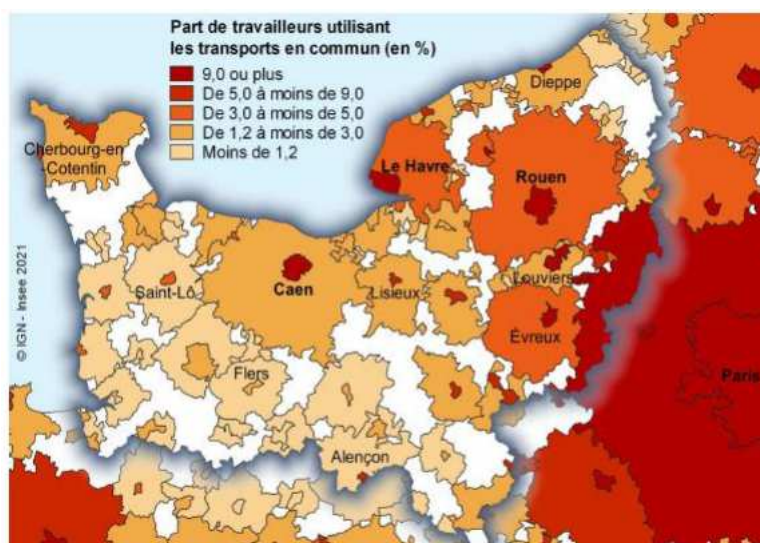 Part de travailleurs utilisant
les transports en commun (en %)
9,0 ou plus
De 5,0 à moins de 9,0
De 3,0 à moins de 5,0
De 1,2 à moins de 3,0
Moins de 1,2
Dieppe
Cherbourg-en
-Cotentin
Le Havre
Rouen
Saint-Lô
Caen
Lisieux
Louviers
Évreux
Flers
Paris
Alençon
© IGN - Insee 2021